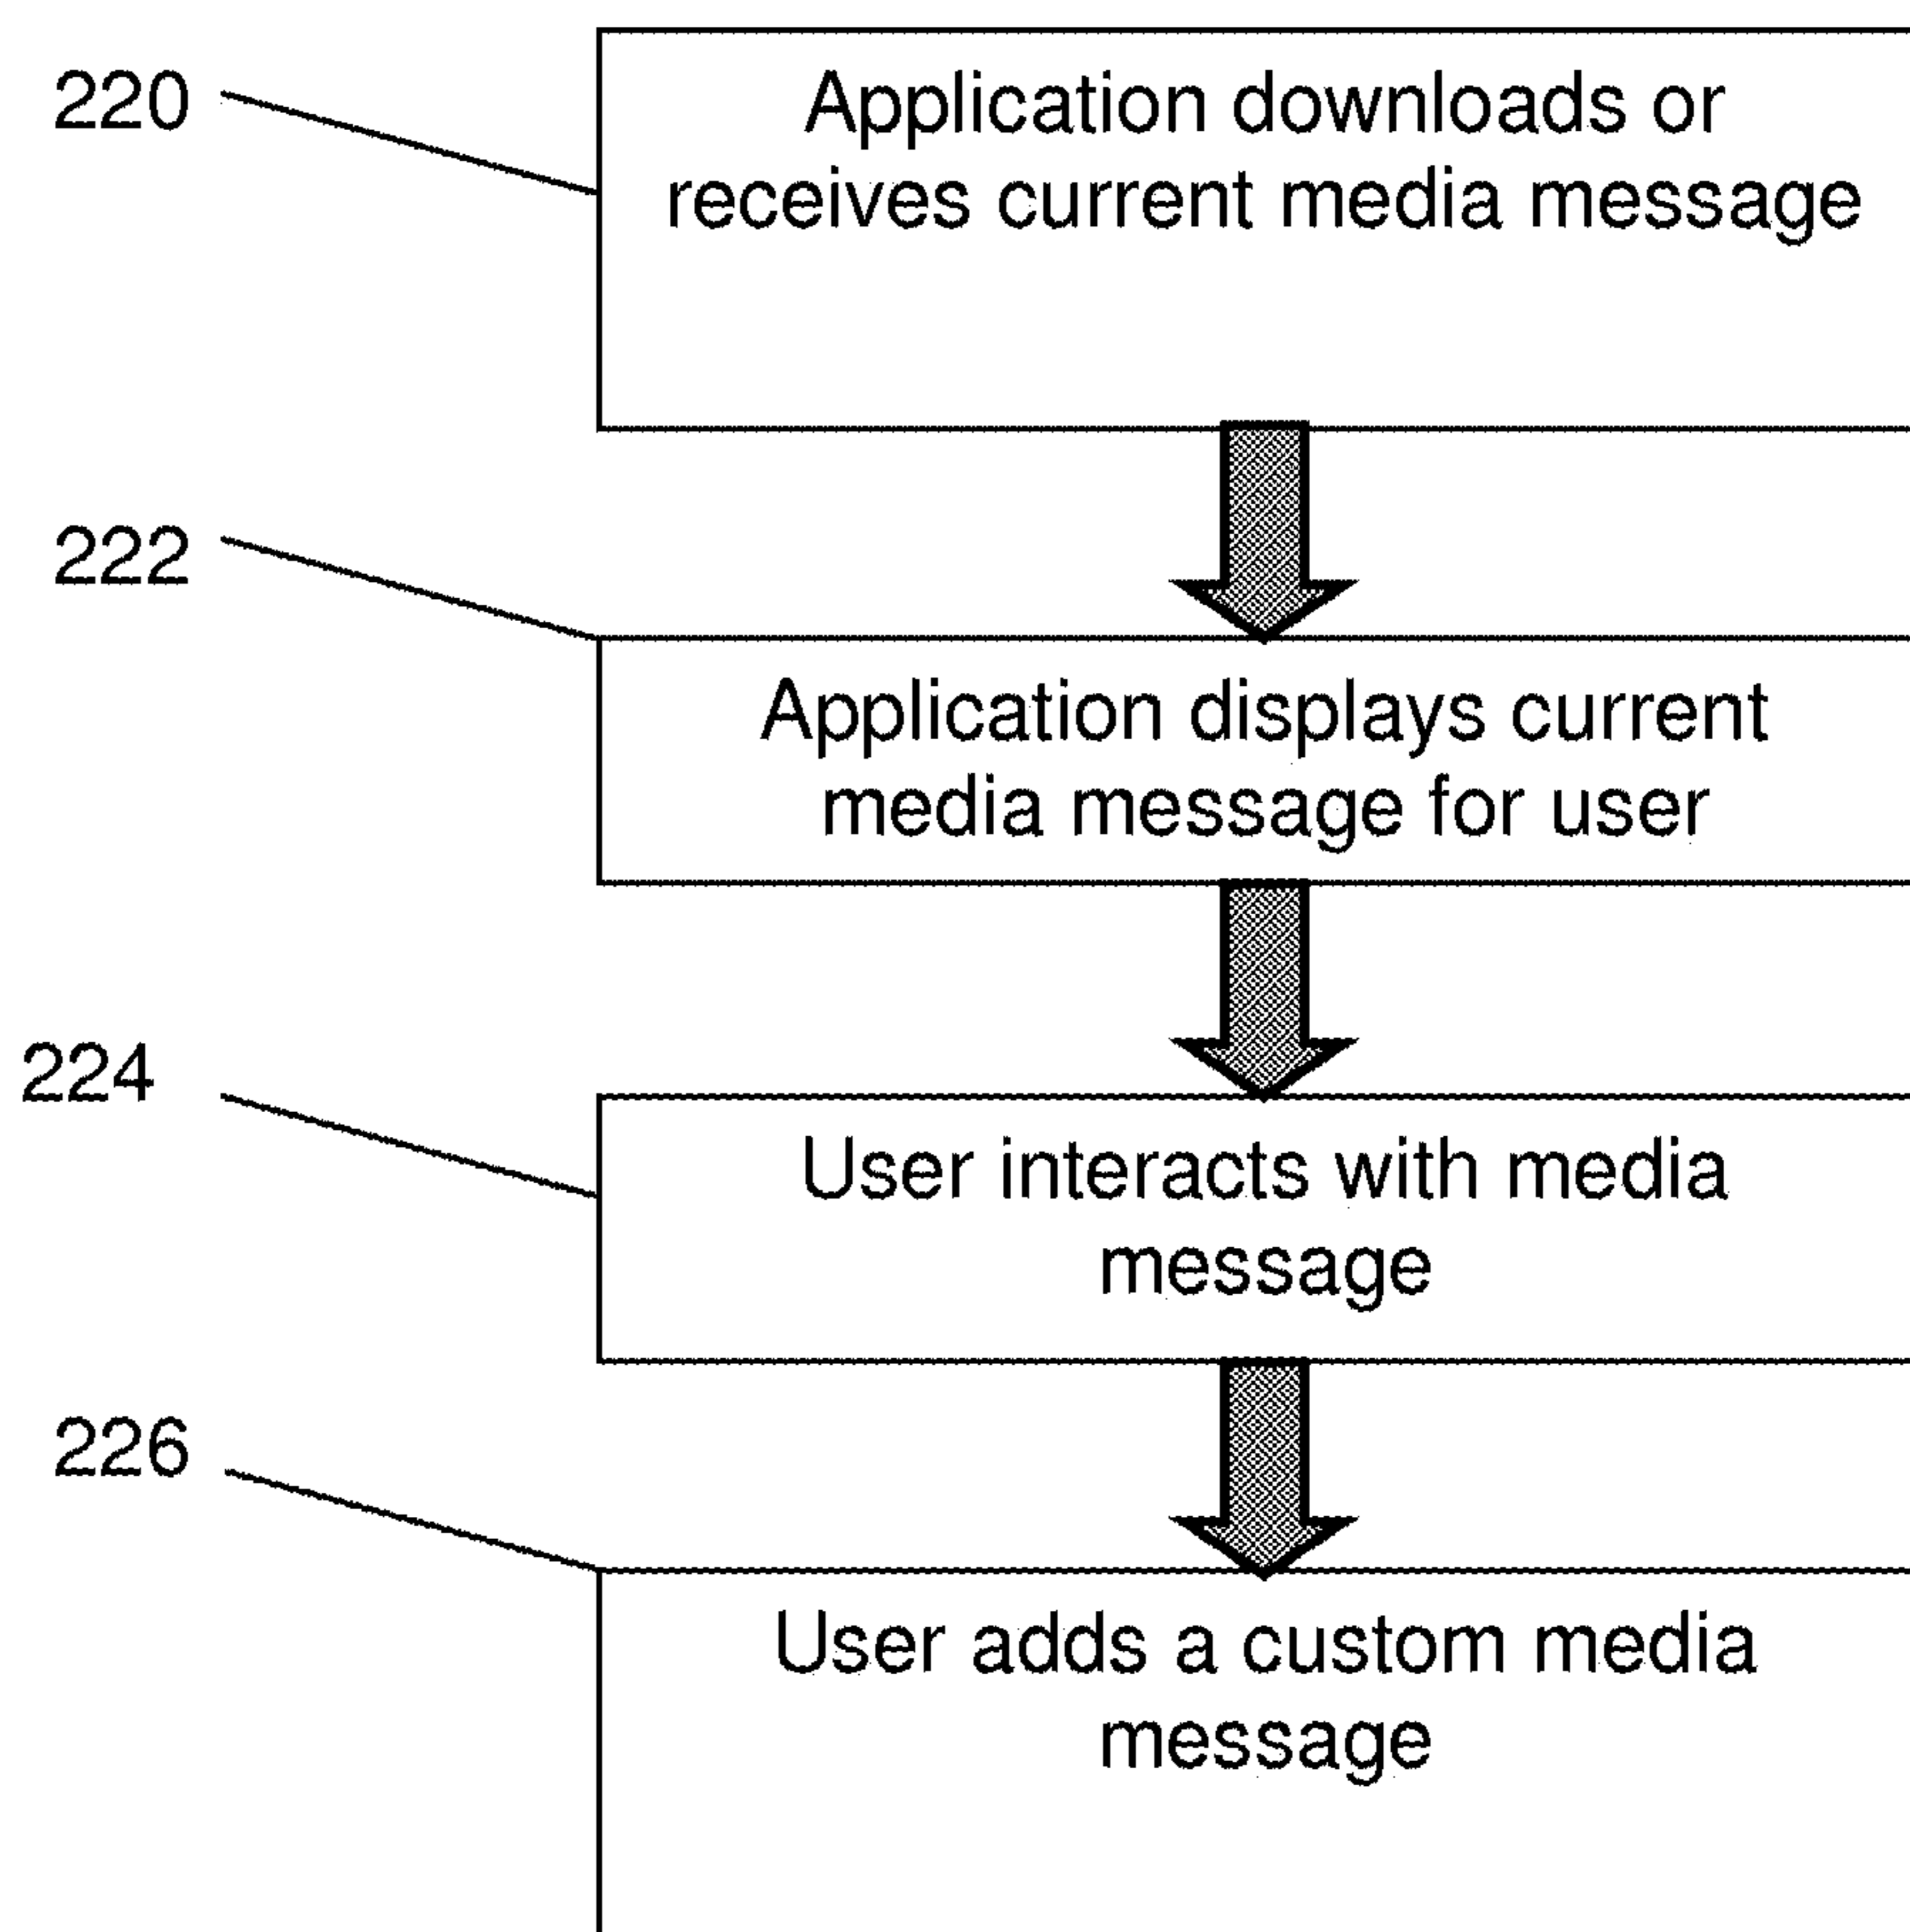 220
Application downloads or
receives current media message
222
Application displays current
media message for user
224
User interacts with media
message
226
User adds a custom media
message